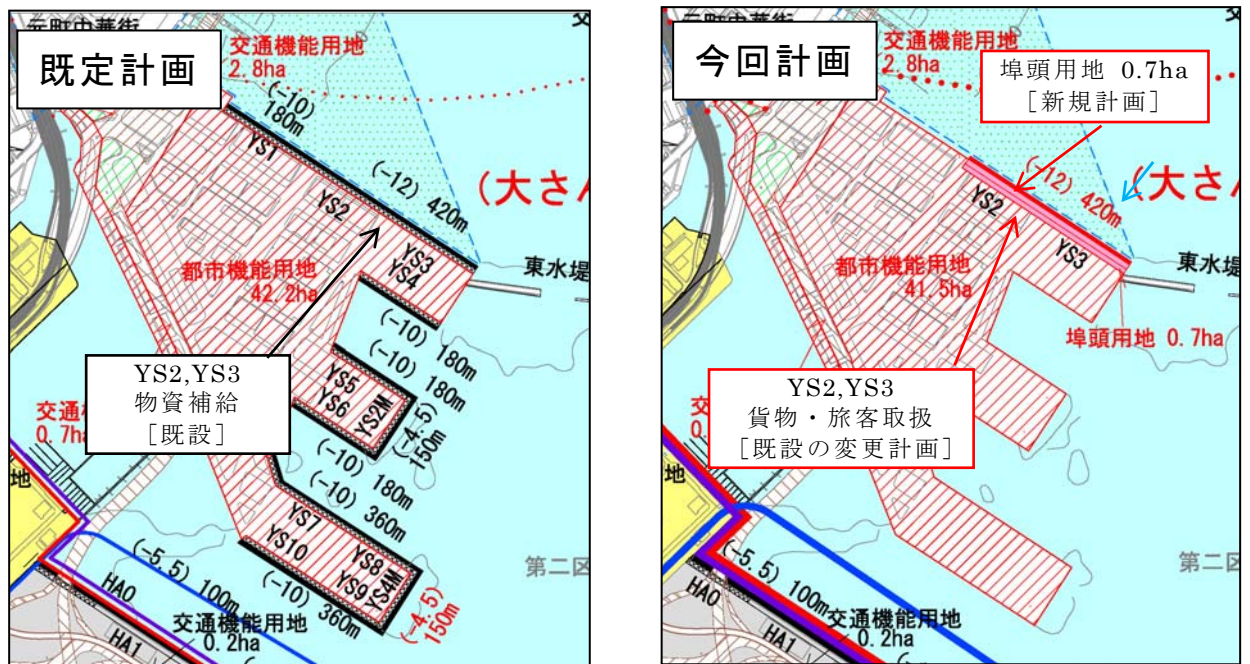 元町中華街
既定計画
交通機能用地
2.8ha
(-10)
180m
YS1
(-12) 420m
YS2
YS3
YS4
(大さ
都市機能用地
42.2ha
東水堤
(-10) 180m
(-10) 180m
YS5
YS6
YS2M
(-4.5)
150m
YS2,YS3
物資補給
[既設]
交通
0.7ha
地
(-10) 180m
(-10) 360m
YS7
YS8
YS10
YS9
YS4M
(-10) 360m
(-4.5)
150m
第二区
(-5.5) 100m
HA0
HA1
交通機能用地
0.2ha
元町中華街
今回計画
交通機能用地
2.8ha
埠頭用地 0.7ha
[新規計画]
(-12) 420m
(大さ
YS2
YS3
都市機能用地
41.5ha
東水堤
埠頭用地 0.7ha
YS2,YS3
貨物・旅客取扱
[既設の変更計画]
地
第二区
(-5.5) 100m
HA0
HA1
交通機能用地
0.2ha